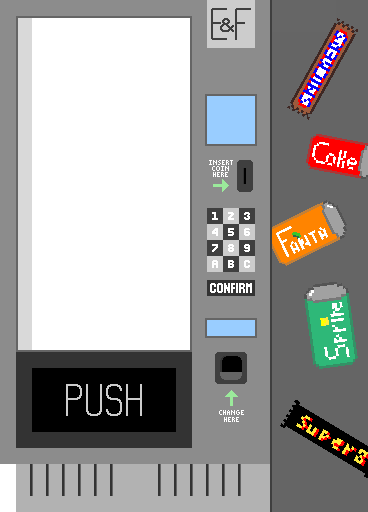 E&F
INSERT
COIN
HERE
1 2 3
4 5 6
7 8 9
A B C
CONFIRM
PUSH
CHANGE
HERE
Coke
FANTA
Sprite
SuperB